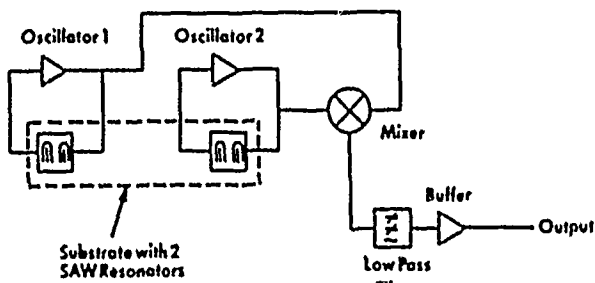 Oscillator 1
Oscillator 2
Mixer
Buffer
Output
Substrate with 2
SAW Resonators
Low Pass